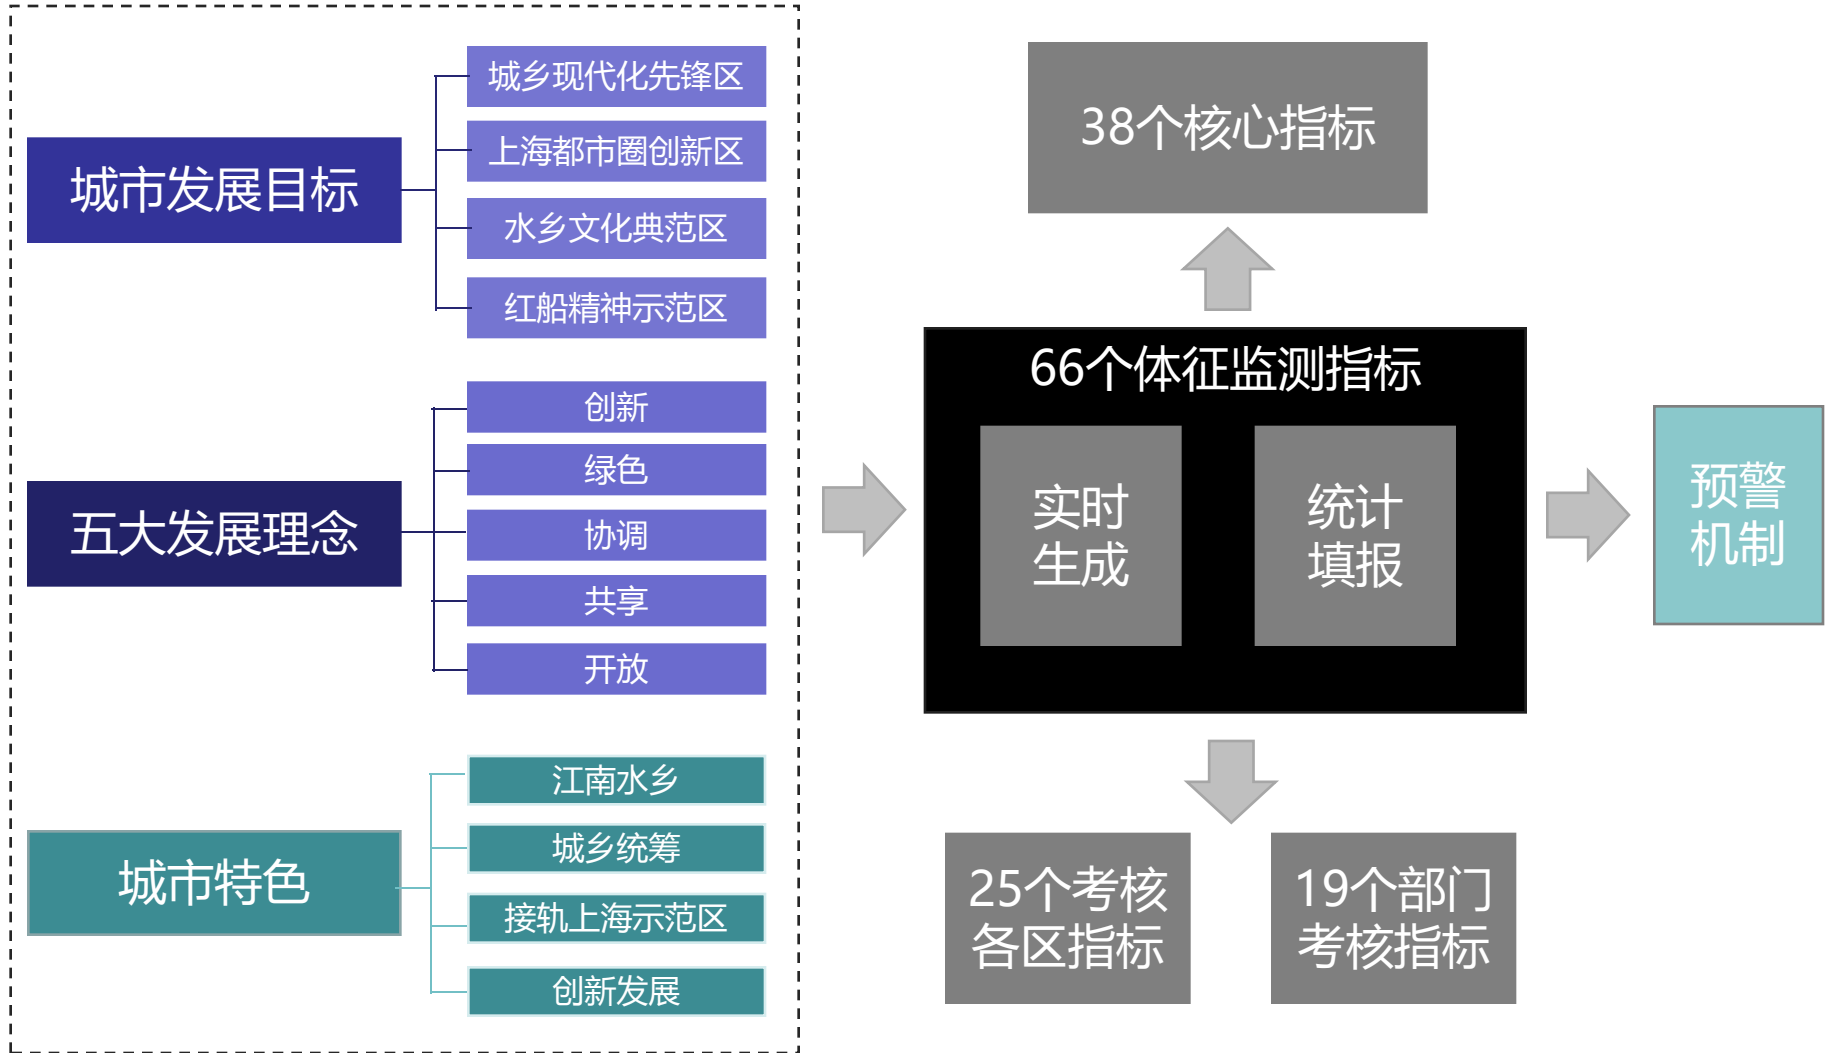 城市发展目标
城乡现代化先锋区
上海都市圈创新区
水乡文化典范区
红船精神示范区
五大发展理念
创新
绿色
协调
共享
开放
城市特色
江南水乡
城乡统筹
接轨上海示范区
创新发展
38个核心指标
66个体征监测指标
实时
生成
统计
填报
25个考核
各区指标
19个部门
考核指标
预警
机制